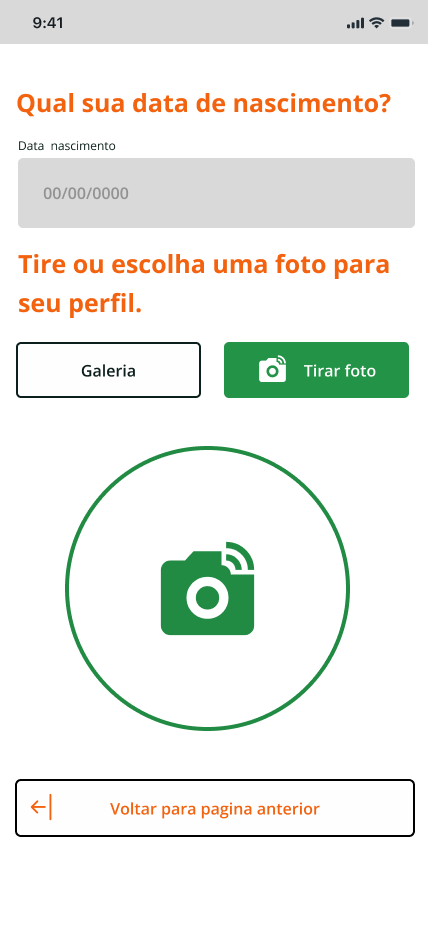 9:41
Qual sua data de nascimento?
Data nascimento
00/00/0000
Tire ou escolha uma foto para
seu perfil.
Galeria
Tirar foto
Voltar para pagina anterior